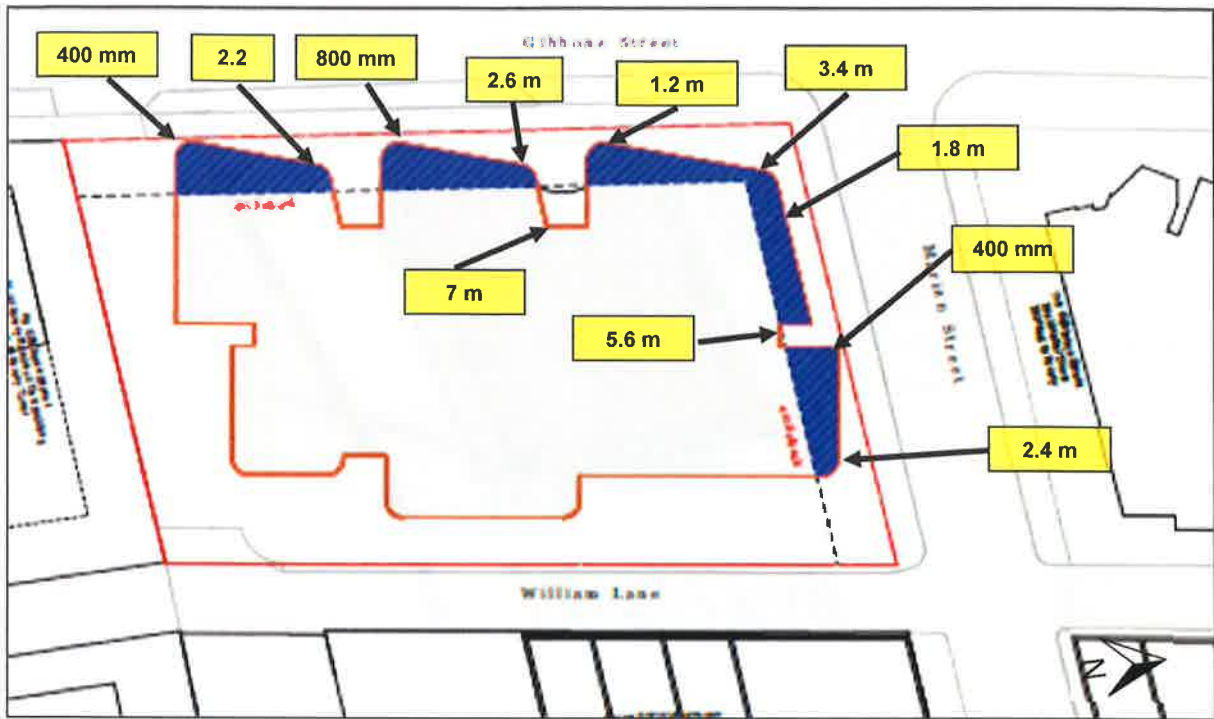 Gibbons Street
400 mm
2.2
800 mm
2.6 m
1.2 m
3.4 m
1.8 m
400 mm
7 m
5.6 m
2.4 m
Marian Street
William Lane
N